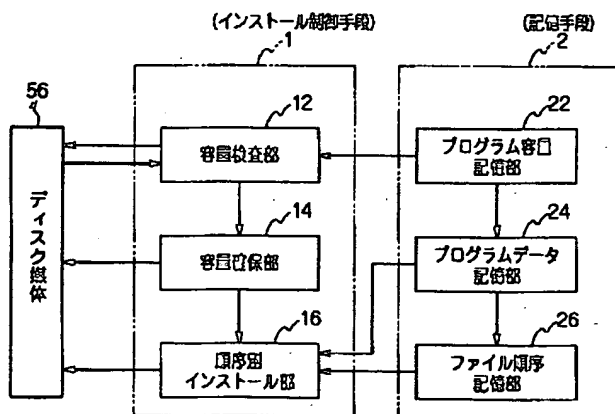 (インストール制御手段)
(記憶手段)
1
2
56
12
22
容量検査部
プログラム容量
記憶部
14
24
ディスク媒体
容量確保部
プログラムデータ
記憶部
16
26
順序別
インストール部
ファイル順序
記憶部